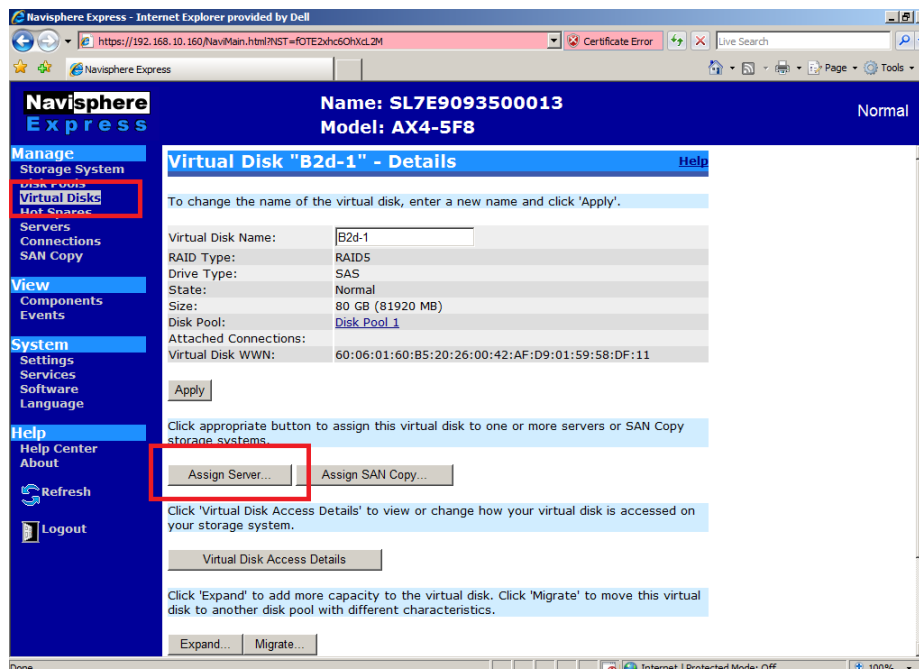 Navisphere Express - Internet Explorer provided by Dell
https://192.168.10.160/NaviMain.html?NST=fOTE2xhc6OhXcL2M
Certificate Error
Live Search
Navisphere Express
Page
Tools
Navisphere
Express
Name: SL7E9093500013
Model: AX4-5F8
Normal
Manage
Storage System
Disk Pools
Virtual Disks
Hot Spares
Servers
Connections
SAN Copy
View
Components
Events
System
Settings
Services
Software
Language
Help
Help Center
About
Refresh
Logout
Virtual Disk "B2d-1" - Details
Help
To change the name of the virtual disk, enter a new name and click 'Apply'.
Virtual Disk Name: B2d-1
RAID Type: RAID5
Drive Type: SAS
State: Normal
Size: 80 GB (81920 MB)
Disk Pool: Disk Pool 1
Attached Connections:
Virtual Disk WWN: 60:06:01:60:B5:20:26:00:42:AF:D9:01:59:58:DF:11
Apply
Click appropriate button to assign this virtual disk to one or more servers or SAN Copy
storage systems.
Assign Server... Assign SAN Copy...
Click 'Virtual Disk Access Details' to view or change how your virtual disk is accessed on
your storage system.
Virtual Disk Access Details
Click 'Expand' to add more capacity to the virtual disk. Click 'Migrate' to move this virtual
disk to another disk pool with different characteristics.
Expand... Migrate...
Done
Internet | Protected Mode: Off
100%